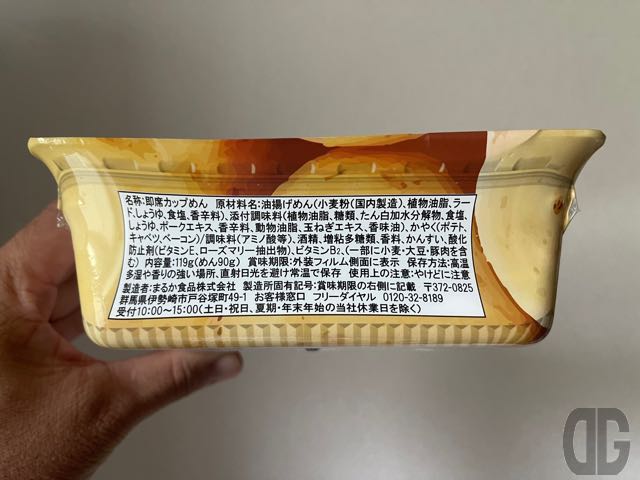 名称:即席カップめん 原材料名:油揚げめん(小麦粉(国内製造)、植物油脂、ラー
ド、しょうゆ、食塩、香辛料)、添付調味料(植物油脂、糖類、たん白加水分解物、食塩、
しょうゆ、ポークエキス、香辛料、動物油脂、玉ねぎエキス、香味油)、かやく(ポテト、
キャベツ、ベーコン)/調味料(アミノ酸等)、酒精、増粘多糖類、香料、かんすい、酸化
防止剤(ビタミンE、ローズマリー抽出物)、ビタミンB₂、(一部に小麦・大豆・豚肉を含
む) 内容量:119g(めん90g) 賞味期限:外装フィルム側面に表示 保存方法:高温
多湿や香りの強い場所、直射日光を避け常温で保存 使用上の注意:やけどに注意
製造者:まるか食品株式会社 製造所固有記号:賞味期限の右側に記載 〒372-0825
群馬県伊勢崎市戸谷塚町49-1 お客様窓口 フリーダイヤル 0120-32-8189
受付10:00～15:00(土日・祝日、夏期・年末年始の当社休業日を除く)
DG